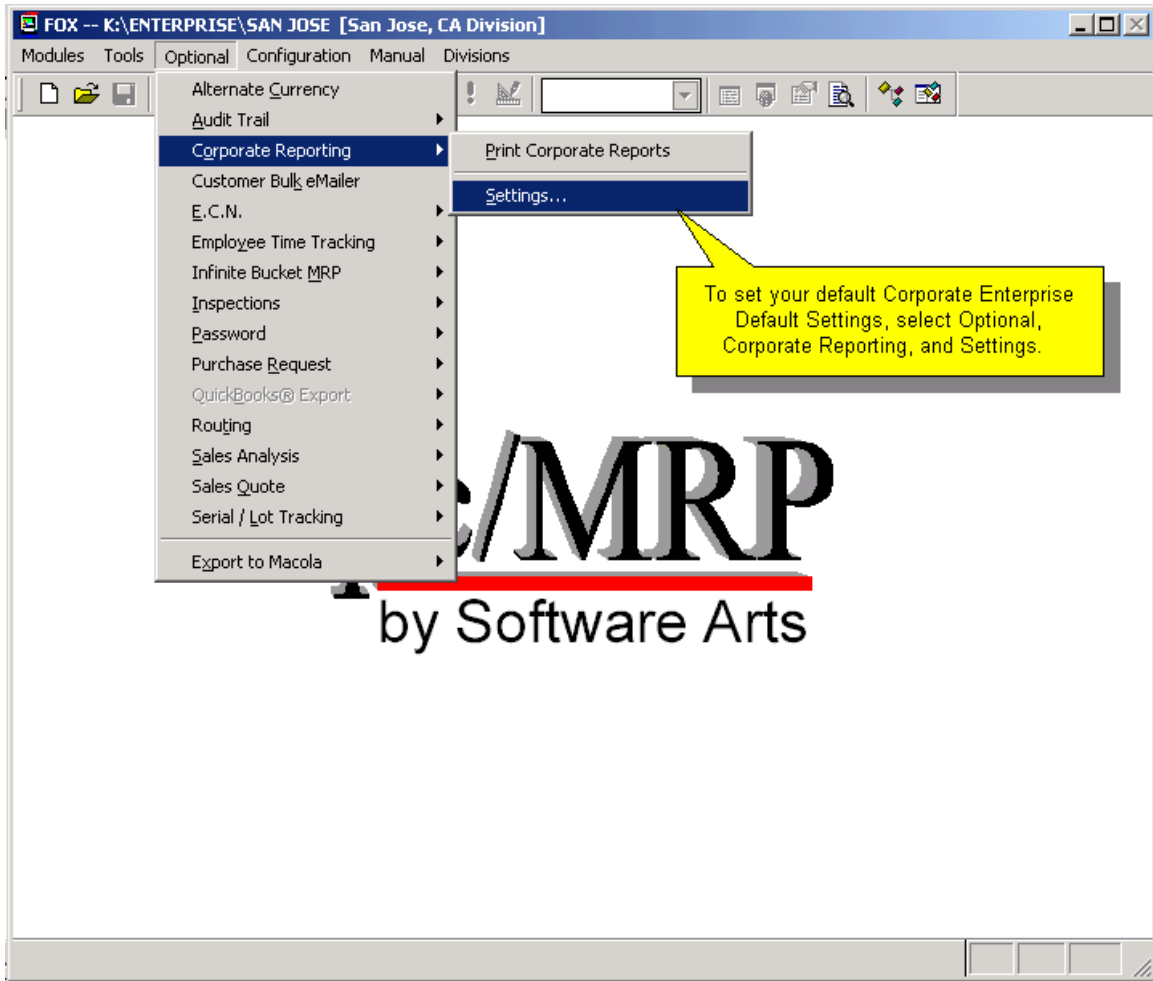 FOX -- K:\ENTERPRISE\SAN JOSE [San Jose, CA Division]
Modules Tools Optional Configuration Manual Divisions
Alternate Currency
Audit Trail
Corporate Reporting
Print Corporate Reports
Settings...
Customer Bulk eMailer
E.C.N.
Employee Time Tracking
Infinite Bucket MRP
Inspections
Password
Purchase Request
QuickBooks® Export
Routing
Sales Analysis
Sales Quote
Serial / Lot Tracking
Export to Macola
To set your default Corporate Enterprise
Default Settings, select Optional,
Corporate Reporting, and Settings.
/MRP
by Software Arts